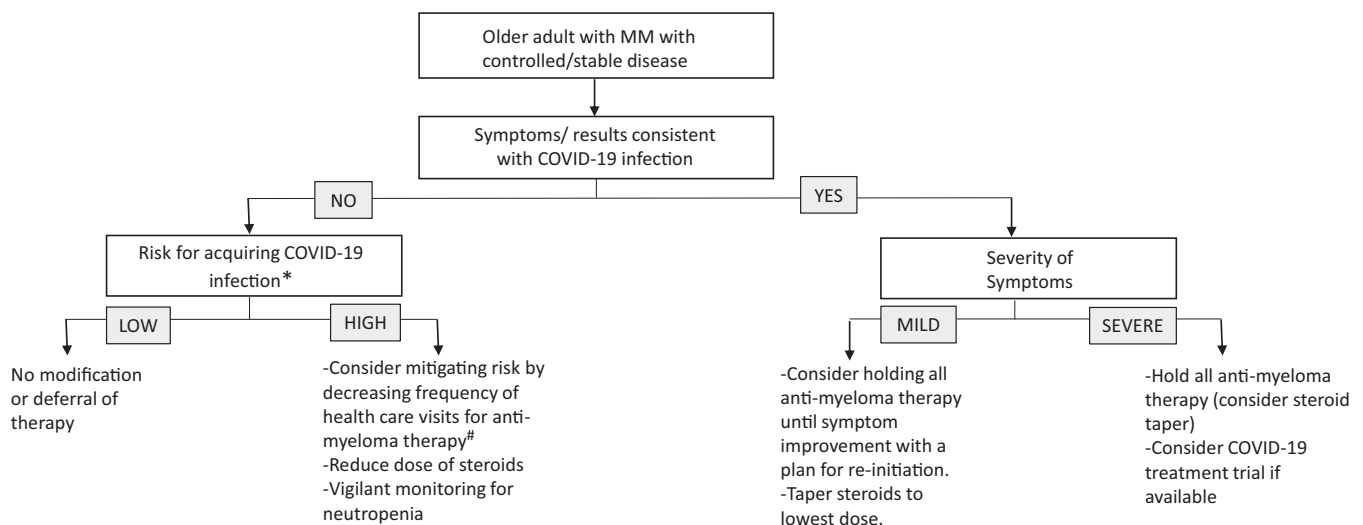 Older adult with MM with
controlled/stable disease
Symptoms/ results consistent
with COVID-19 infection
NO
YES
Risk for acquiring COVID-19
infection*
Severity of
Symptoms
LOW
HIGH
MILD
SEVERE
No modification
or deferral of
therapy
-Consider mitigating risk by
decreasing frequency of
health care visits for anti-
myeloma therapy#
-Reduce dose of steroids
-Vigilant monitoring for
neutropenia
-Consider holding all
anti-myeloma therapy
until symptom
improvement with a
plan for re-initiation.
-Taper steroids to
lowest dose.
-Hold all anti-myeloma
therapy (consider steroid
taper)
-Consider COVID-19
treatment trial if
available